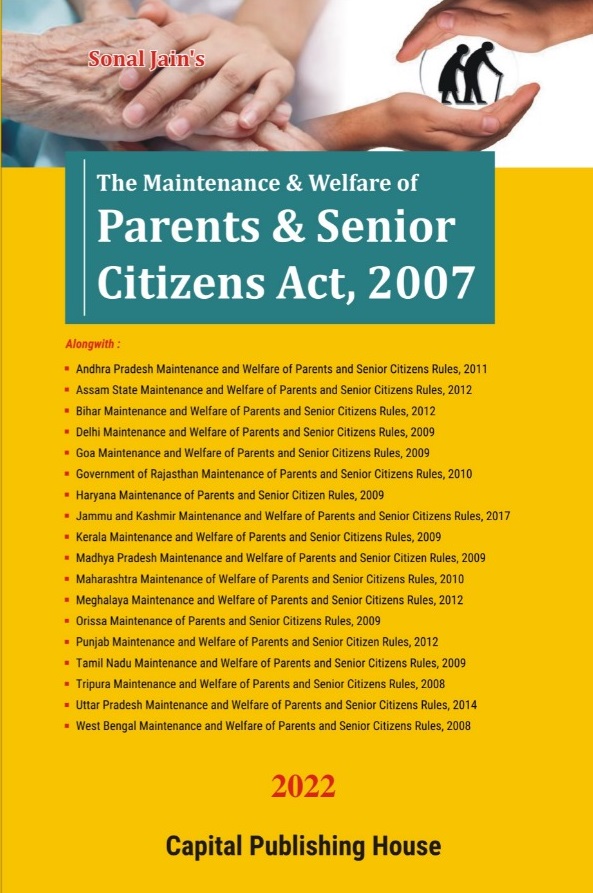 Sonal Jain's
The Maintenance & Welfare of
Parents & Senior
Citizens Act, 2007
Alongwith :
▪ Andhra Pradesh Maintenance and Welfare of Parents and Senior Citizens Rules, 2011
▪ Assam State Maintenance and Welfare of Parents and Senior Citizens Rules, 2012
▪ Bihar Maintenance and Welfare of Parents and Senior Citizens Rules, 2012
▪ Delhi Maintenance and Welfare of Parents and Senior Citizens Rules, 2009
▪ Goa Maintenance and Welfare of Parents and Senior Citizens Rules, 2009
▪ Government of Rajasthan Maintenance of Parents and Senior Citizens Rules, 2010
▪ Haryana Maintenance of Parents and Senior Citizen Rules, 2009
▪ Jammu and Kashmir Maintenance and Welfare of Parents and Senior Citizens Rules, 2017
▪ Kerala Maintenance and Welfare of Parents and Senior Citizens Rules, 2009
▪ Madhya Pradesh Maintenance and Welfare of Parents and Senior Citizen Rules, 2009
▪ Maharashtra Maintenance of Welfare of Parents and Senior Citizens Rules, 2010
▪ Meghalaya Maintenance and Welfare of Parents and Senior Citizens Rules, 2012
▪ Orissa Maintenance of Parents and Senior Citizens Rules, 2009
▪ Punjab Maintenance and Welfare of Parents and Senior Citizen Rules, 2012
▪ Tamil Nadu Maintenance and Welfare of Parents and Senior Citizens Rules, 2009
▪ Tripura Maintenance and Welfare of Parents and Senior Citizens Rules, 2008
▪ Uttar Pradesh Maintenance and Welfare of Parents and Senior Citizens Rules, 2014
▪ West Bengal Maintenance and Welfare of Parents and Senior Citizens Rules, 2008
2022
Capital Publishing House